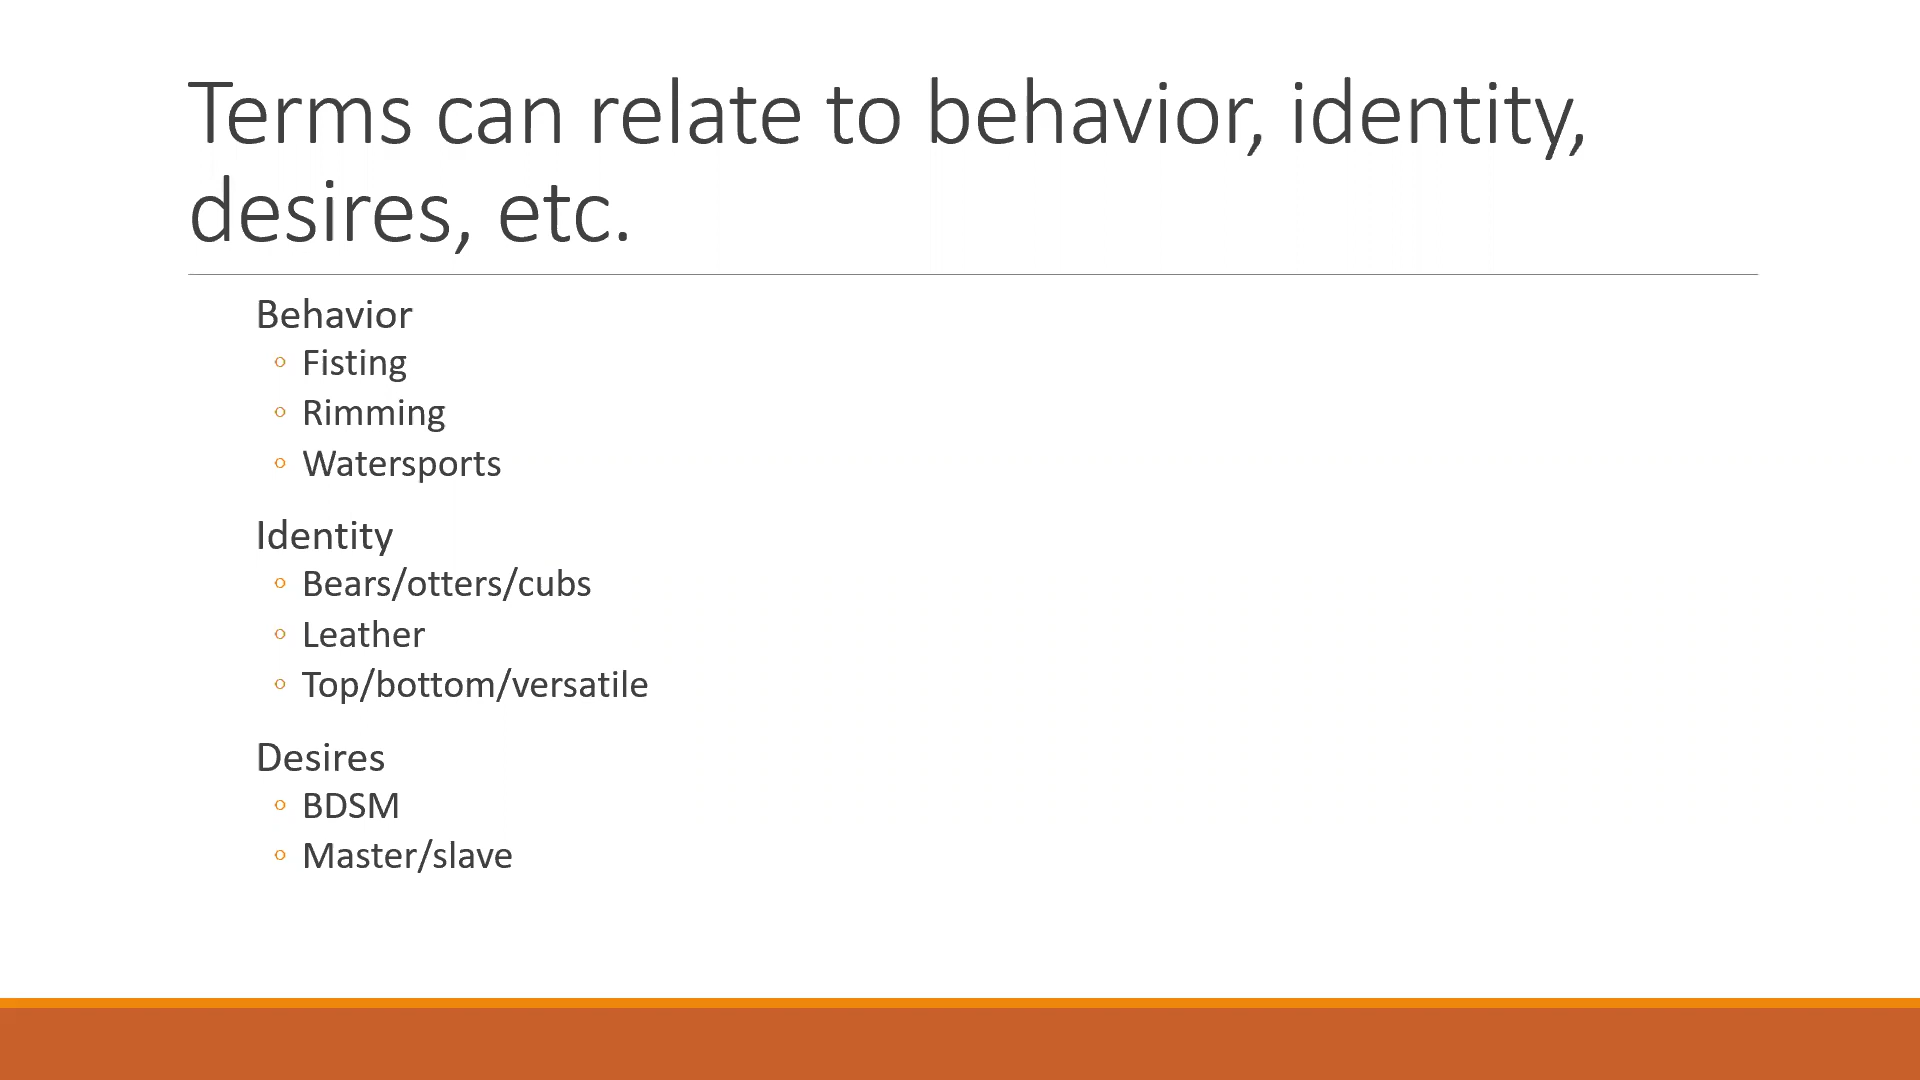 Terms can relate to behavior, identity,
desires, etc.
Behavior
Fisting
Rimming
Watersports
Identity
Bears/otters/cubs
Leather
Top/bottom/versatile
Desires
BDSM
Master/slave